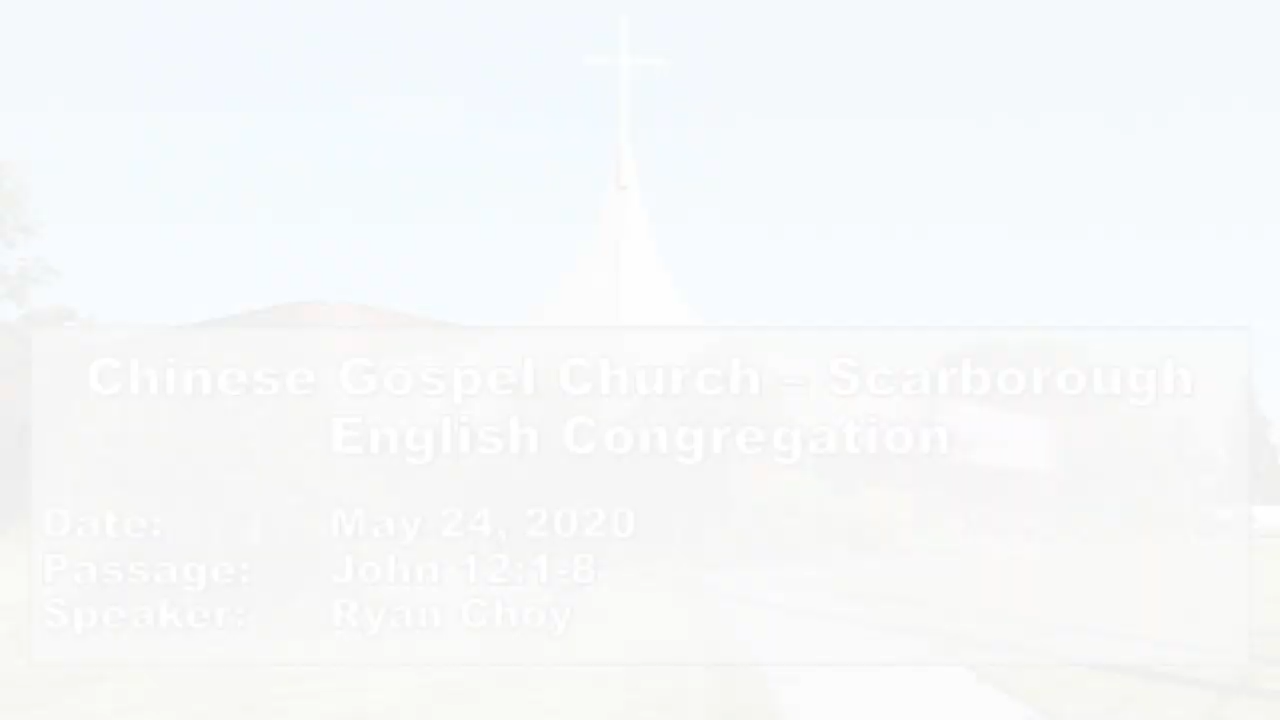 Chinese Gospel Church – Scarborough
English Congregation
Date: May 24, 2020
Passage: John 12:1-8
Speaker: Ryan Choy